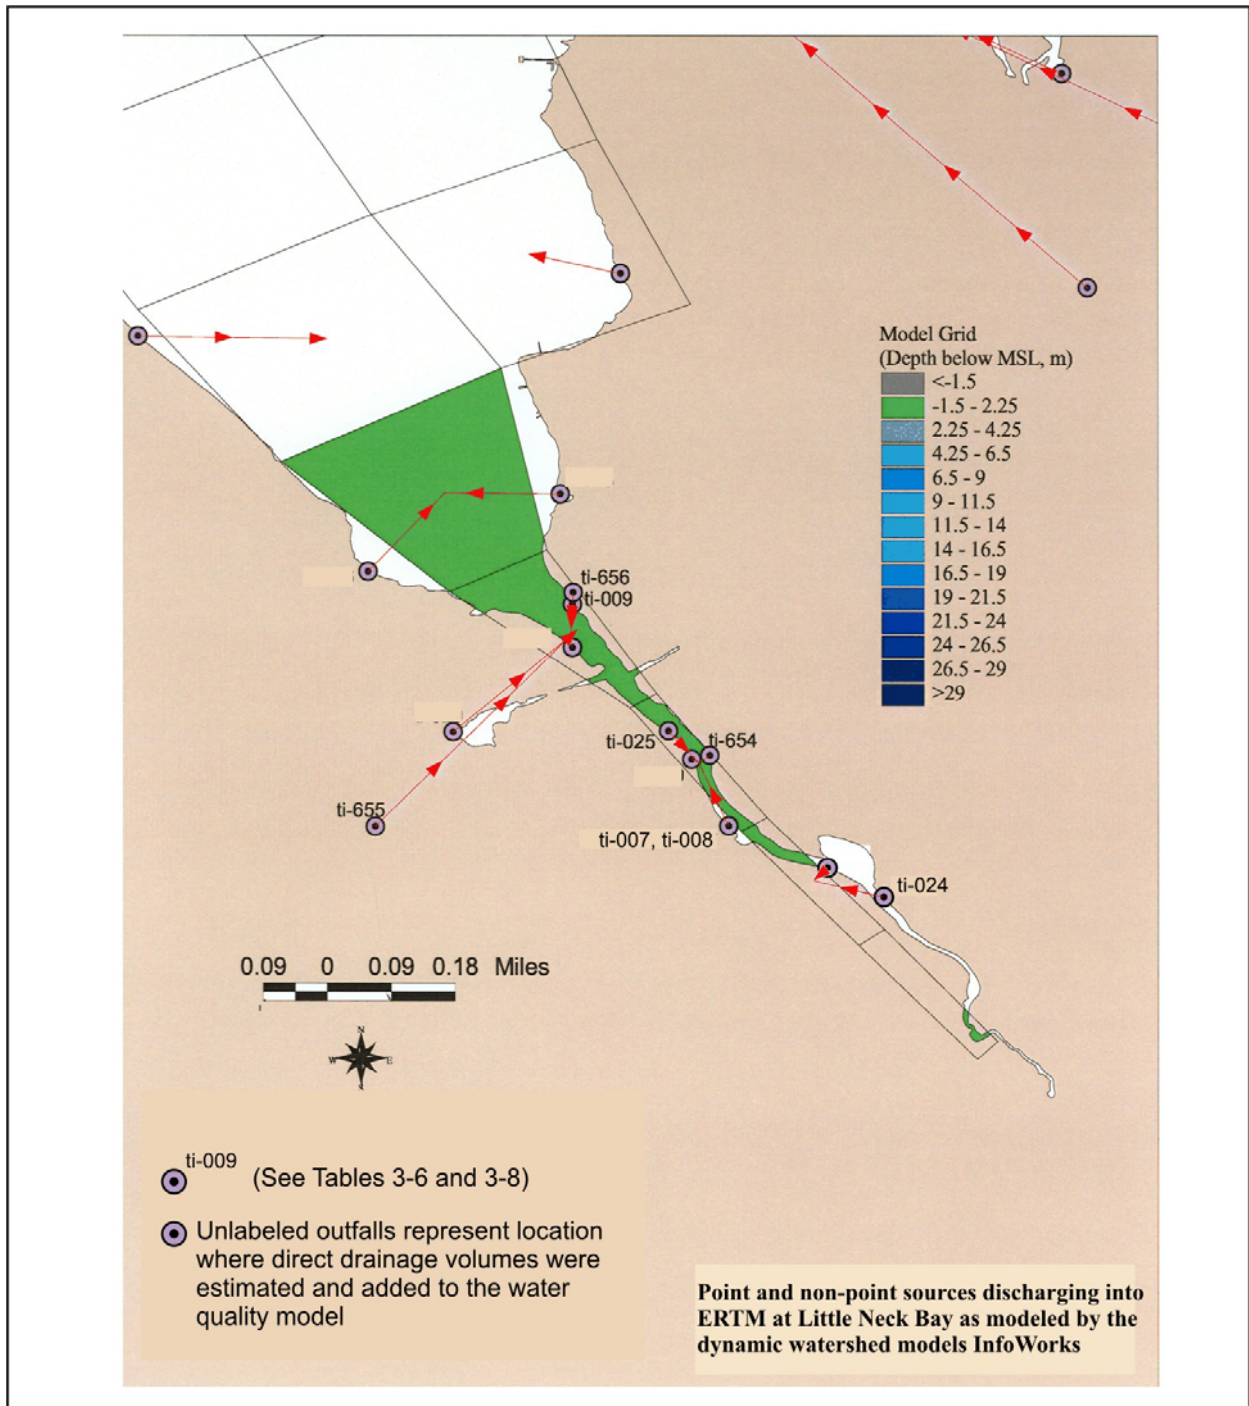 Model Grid
(Depth below MSL, m)
<-1.5
-1.5 - 2.25
2.25 - 4.25
4.25 - 6.5
6.5 - 9
9 - 11.5
11.5 - 14
14 - 16.5
16.5 - 19
19 - 21.5
21.5 - 24
24 - 26.5
26.5 - 29
>29
ti-656
ti-009
ti-025
ti-654
ti-655
ti-007, ti-008
ti-024
0.09 0 0.09 0.18 Miles
N
W E
ti-009
(See Tables 3-6 and 3-8)
Unlabeled outfalls represent location
where direct drainage volumes were
estimated and added to the water
quality model
Point and non-point sources discharging into
ERTM at Little Neck Bay as modeled by the
dynamic watershed models InfoWorks